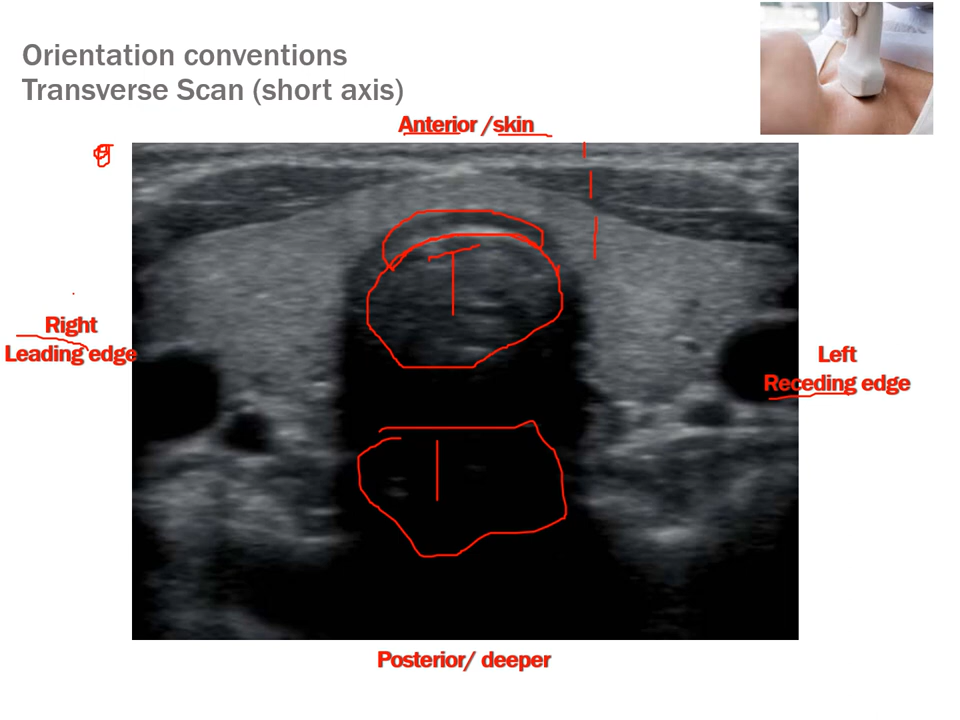 Orientation conventions
Transverse Scan (short axis)
Anterior /skin
Right
Leading edge
Left
Receding edge
T
Posterior/ deeper